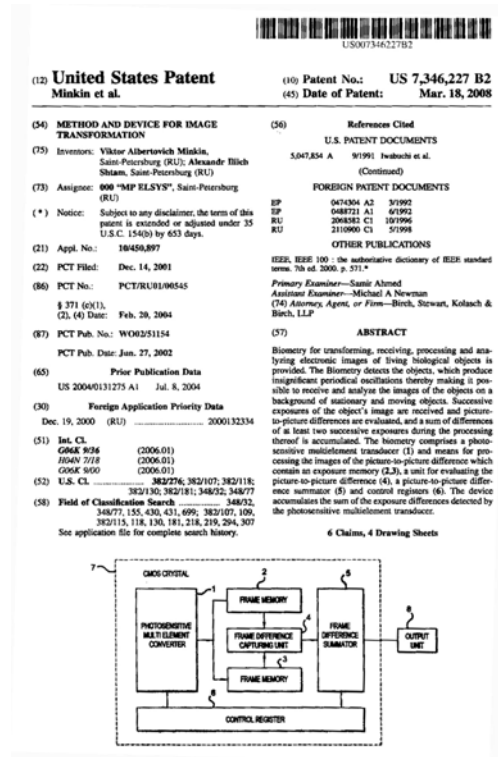 US007346227B2
(12) United States Patent
Minkin et al.
(10) Patent No.: US 7,346,227 B2
(45) Date of Patent: Mar. 18, 2008
(54) METHOD AND DEVICE FOR IMAGE
TRANSFORMATION
(75) Inventors: Viktor Albertovich Minkin,
Saint-Petersburg (RU); Alexandr Iliich
Shtam, Saint-Petersburg (RU)
(73) Assignee: 000 "MP ELSYS", Saint-Petersburg
(RU)
( * ) Notice: Subject to any disclaimer, the term of this
patent is extended or adjusted under 35
U.S.C. 154(b) by 653 days.
(21) Appl. No.: 10/450,897
(22) PCT Filed: Dec. 14, 2001
(86) PCT No.: PCT/RU01/00545
§ 371 (c)(1),
(2), (4) Date: Feb. 20, 2004
(87) PCT Pub. No.: WO02/51154
PCT Pub. Date: Jun. 27, 2002
(65) Prior Publication Data
US 2004/0131275 A1 Jul. 8, 2004
(30) Foreign Application Priority Data
Dec. 19, 2000 (RU) .......................... 2000132334
(51) Int. Cl.
G06K 9/36 (2006.01)
H04N 7/18 (2006.01)
G06K 9/00 (2006.01)
(52) U.S. Cl. .................. 382/276; 382/107; 382/118;
382/130; 382/181; 348/32; 348/77
(58) Field of Classification Search .................. 348/32,
348/77, 155, 430, 431, 699; 382/107, 109,
382/115, 118, 130, 181, 218, 219, 294, 307
See application file for complete search history.
(56) References Cited
U.S. PATENT DOCUMENTS
5,047,854 A 9/1991 Iwabuchi et al.
(Continued)
FOREIGN PATENT DOCUMENTS
EP 0474304 A2 3/1992
EP 0488721 A1 6/1992
RU 2068582 C1 10/1996
RU 2110900 C1 5/1998
OTHER PUBLICATIONS
IEEE, IEEE 100 : the authoritative dictionary of IEEE standard
terms. 7th ed. 2000. p. 571.*
Primary Examiner—Samir Ahmed
Assistant Examiner—Michael A Newman
(74) Attorney, Agent, or Firm—Birch, Stewart, Kolasch &
Birch, LLP
(57) ABSTRACT
Biometry for transforming, receiving, processing and ana-
lyzing electronic images of living biological objects is
provided. The Biometry detects the objects, which produce
insignificant periodical oscillations thereby making it pos-
sible to receive and analyze the images of the objects on a
background of stationary and moving objects. Successive
exposures of the object's image are received and picture-
to-picture differences are evaluated, and a sum of differences
of at least two successive exposures during the processing
thereof is accumulated. The biometry comprises a photo-
sensitive multielement transducer (1) and means for pro-
cessing the images of the picture-to-picture difference which
contain an exposure memory (2,3), a unit for evaluating the
picture-to-picture difference (4), a picture-to-picture differ-
ence summator (5) and control registers (6). The device
accumulates the sum of the exposure differences detected by
the photosensitive multielement transducer.
6 Claims, 4 Drawing Sheets
7
CMOS CRYSTAL
1
PHOTOSENSITIVE
MULTI ELEMENT
CONVERTER
2
FRAME MEMORY
4
FRAME DIFFERENCE
CAPTURING UNIT
3
FRAME MEMORY
5
FRAME
DIFFERENCE
SUMMATOR
8
OUTPUT
UNIT
6
CONTROL REGISTER